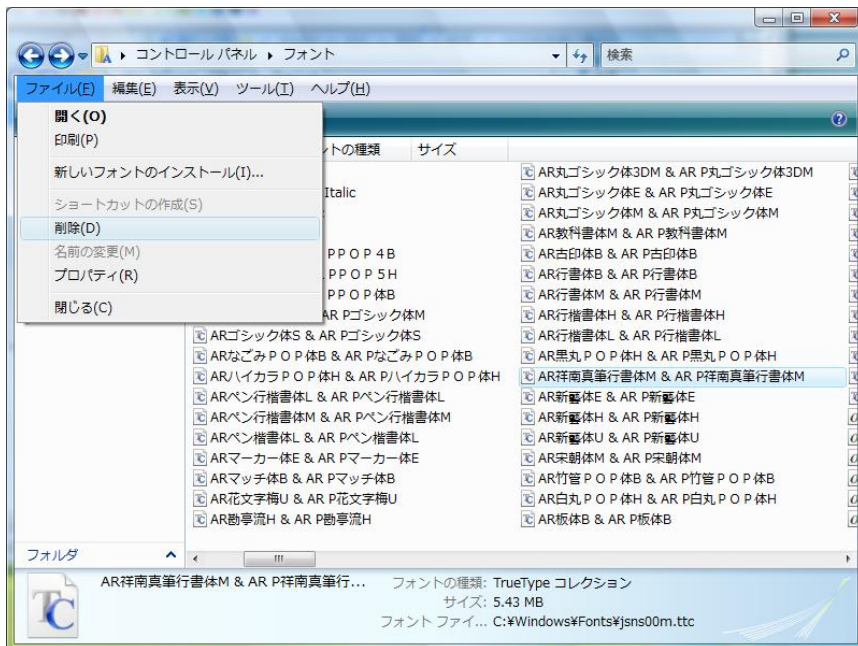 コントロール パネル ▸ フォント
検索
ファイル(F) 編集(E) 表示(V) ツール(T) ヘルプ(H)
開く(O)
印刷(P)
新しいフォントのインストール(I)...
ショートカットの作成(S)
削除(D)
名前の変更(M)
プロパティ(R)
閉じる(C)
トの種類 サイズ
Italic
PPOP4B
PPOP5H
PPOP体B
AR Pゴシック体M
ARゴシック体S & AR Pゴシック体S
ARなごみPOP体B & AR PなごみPOP体B
ARハイカラPOP体H & AR PハイカラPOP体H
ARペン行楷書体L & AR Pペン行楷書体L
ARペン行楷書体M & AR Pペン行楷書体M
ARペン楷書体L & AR Pペン楷書体L
ARマーカー体E & AR Pマーカー体E
ARマッチ体B & AR Pマッチ体B
AR花文字梅U & AR P花文字梅U
AR勘亭流H & AR P勘亭流H
AR丸ゴシック体3DM & AR P丸ゴシック体3DM
AR丸ゴシック体E & AR P丸ゴシック体E
AR丸ゴシック体M & AR P丸ゴシック体M
AR教科書体M & AR P教科書体M
AR古印体B & AR P古印体B
AR行書体B & AR P行書体B
AR行書体M & AR P行書体M
AR行楷書体H & AR P行楷書体H
AR行楷書体L & AR P行楷書体L
AR黒丸POP体H & AR P黒丸POP体H
AR祥南真筆行書体M & AR P祥南真筆行書体M
AR新藝体E & AR P新藝体E
AR新藝体H & AR P新藝体H
AR新藝体U & AR P新藝体U
AR宋朝体M & AR P宋朝体M
AR竹管POP体B & AR P竹管POP体B
AR白丸POP体H & AR P白丸POP体H
AR板体B & AR P板体B
フォルダ
AR祥南真筆行書体M & AR P祥南真筆行...
フォントの種類: TrueType コレクション
サイズ: 5.43 MB
フォント ファイ... C:¥Windows¥Fonts¥jsns00m.ttc